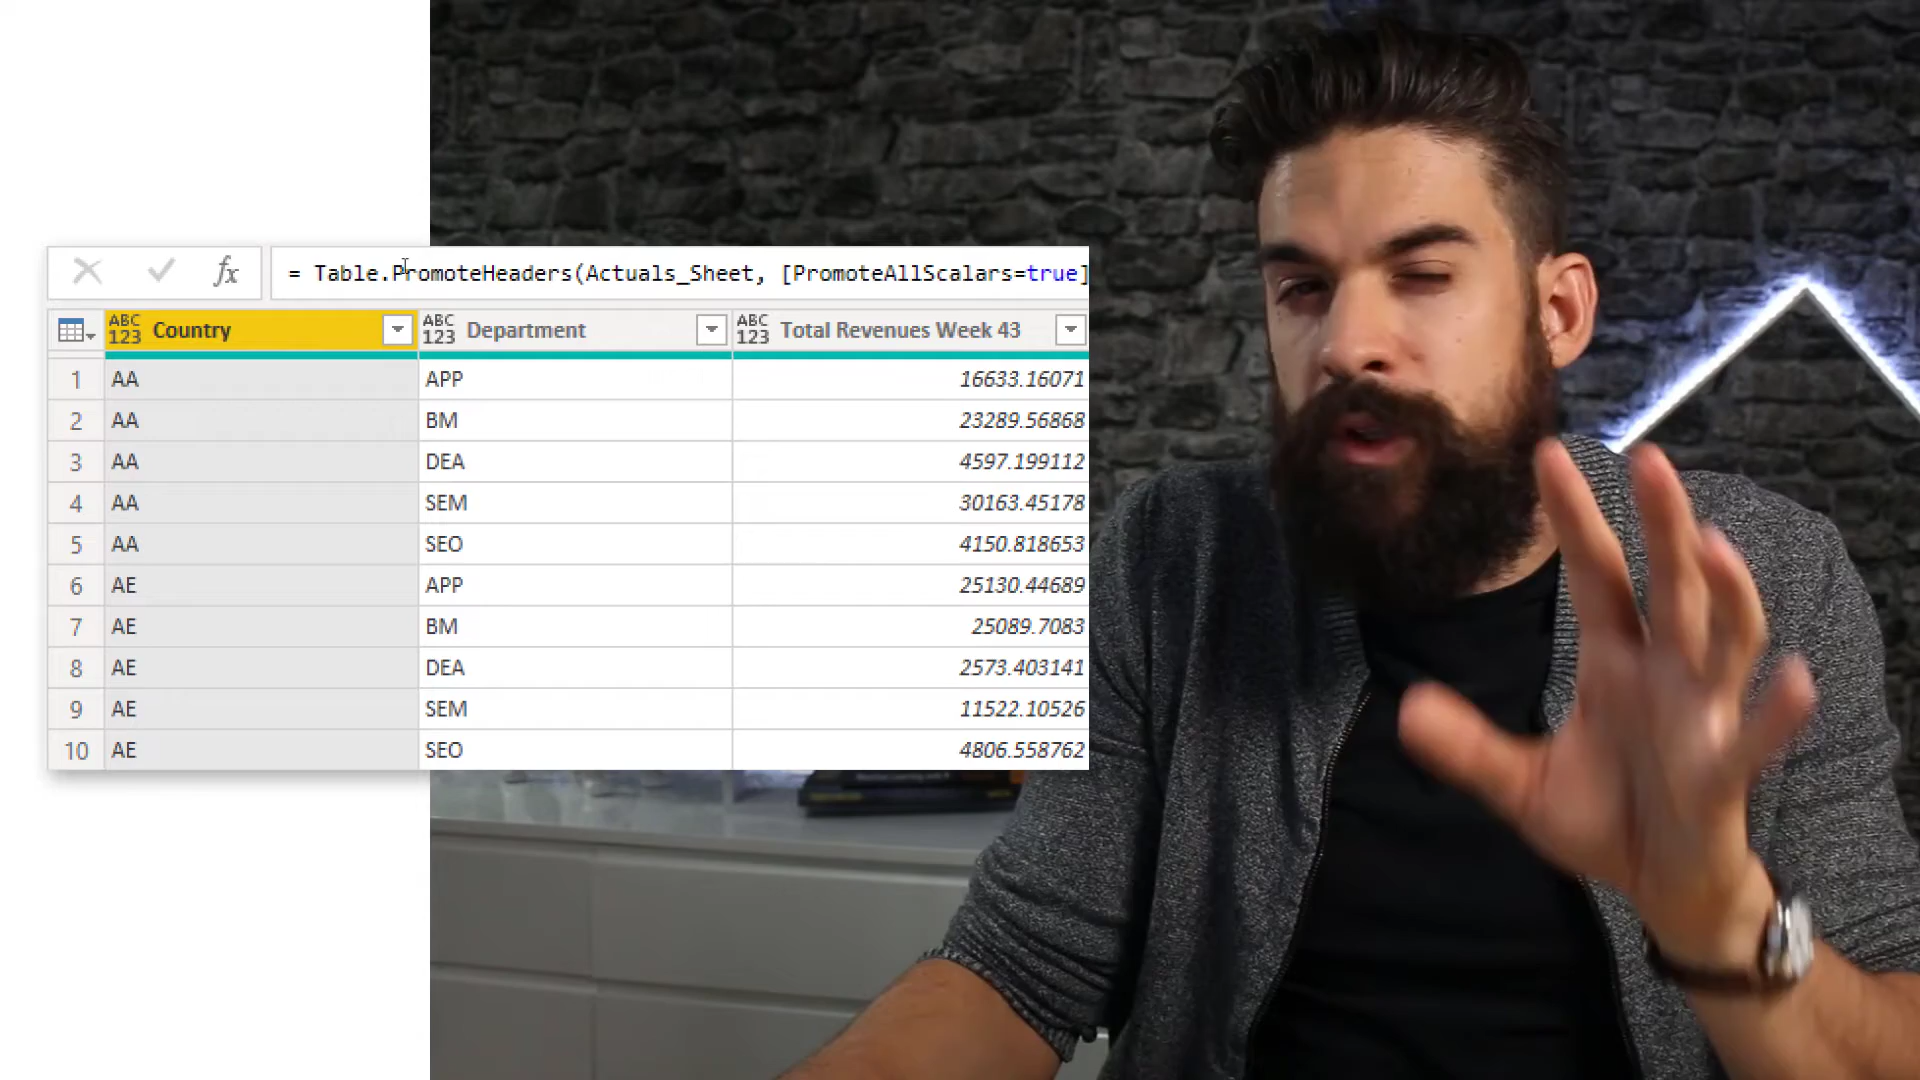 fx = Table.PromoteHeaders(Actuals_Sheet, [PromoteAllScalars=true]
ABC 123 Country ABC 123 Department ABC 123 Total Revenues Week 43
1 AA APP 16633.16071
2 AA BM 23289.56868
3 AA DEA 4597.199112
4 AA SEM 30163.45178
5 AA SEO 4150.818653
6 AE APP 25130.44689
7 AE BM 25089.7083
8 AE DEA 2573.403141
9 AE SEM 11522.10526
10 AE SEO 4806.558762